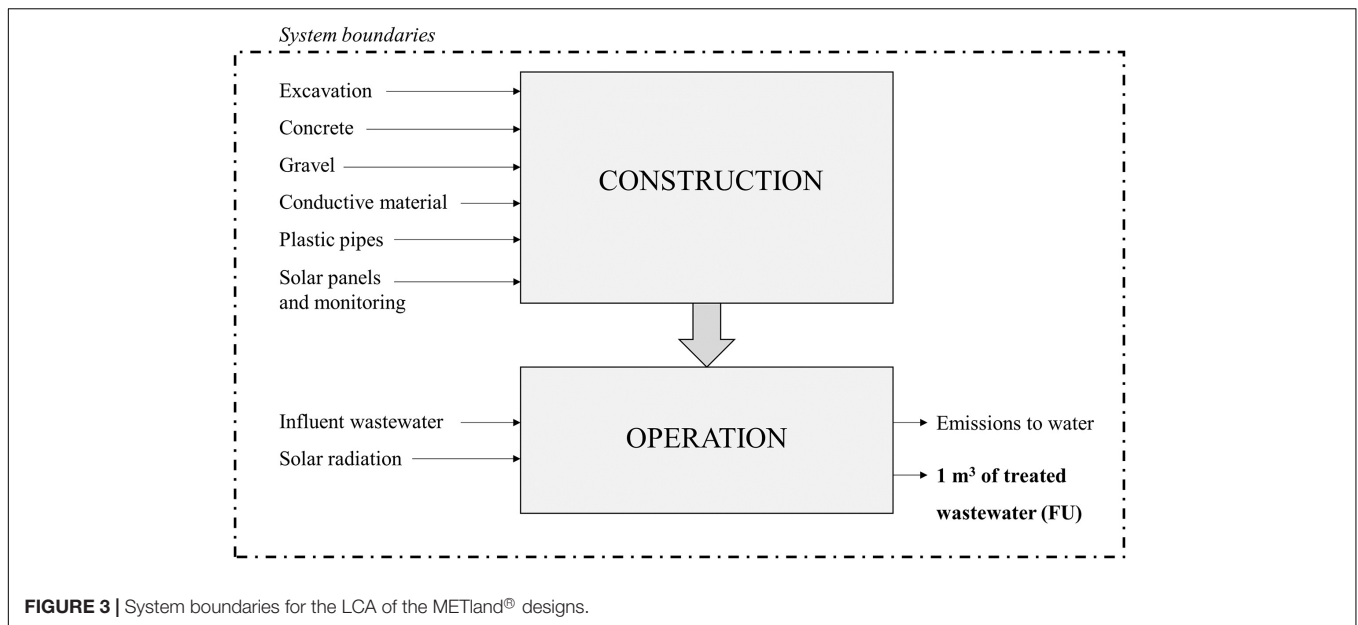 System boundaries
Excavation
Concrete
Gravel
Conductive material
Plastic pipes
Solar panels
and monitoring
CONSTRUCTION
Influent wastewater
Solar radiation
OPERATION
Emissions to water
1 m³ of treated
wastewater (FU)
FIGURE 3 | System boundaries for the LCA of the METland® designs.